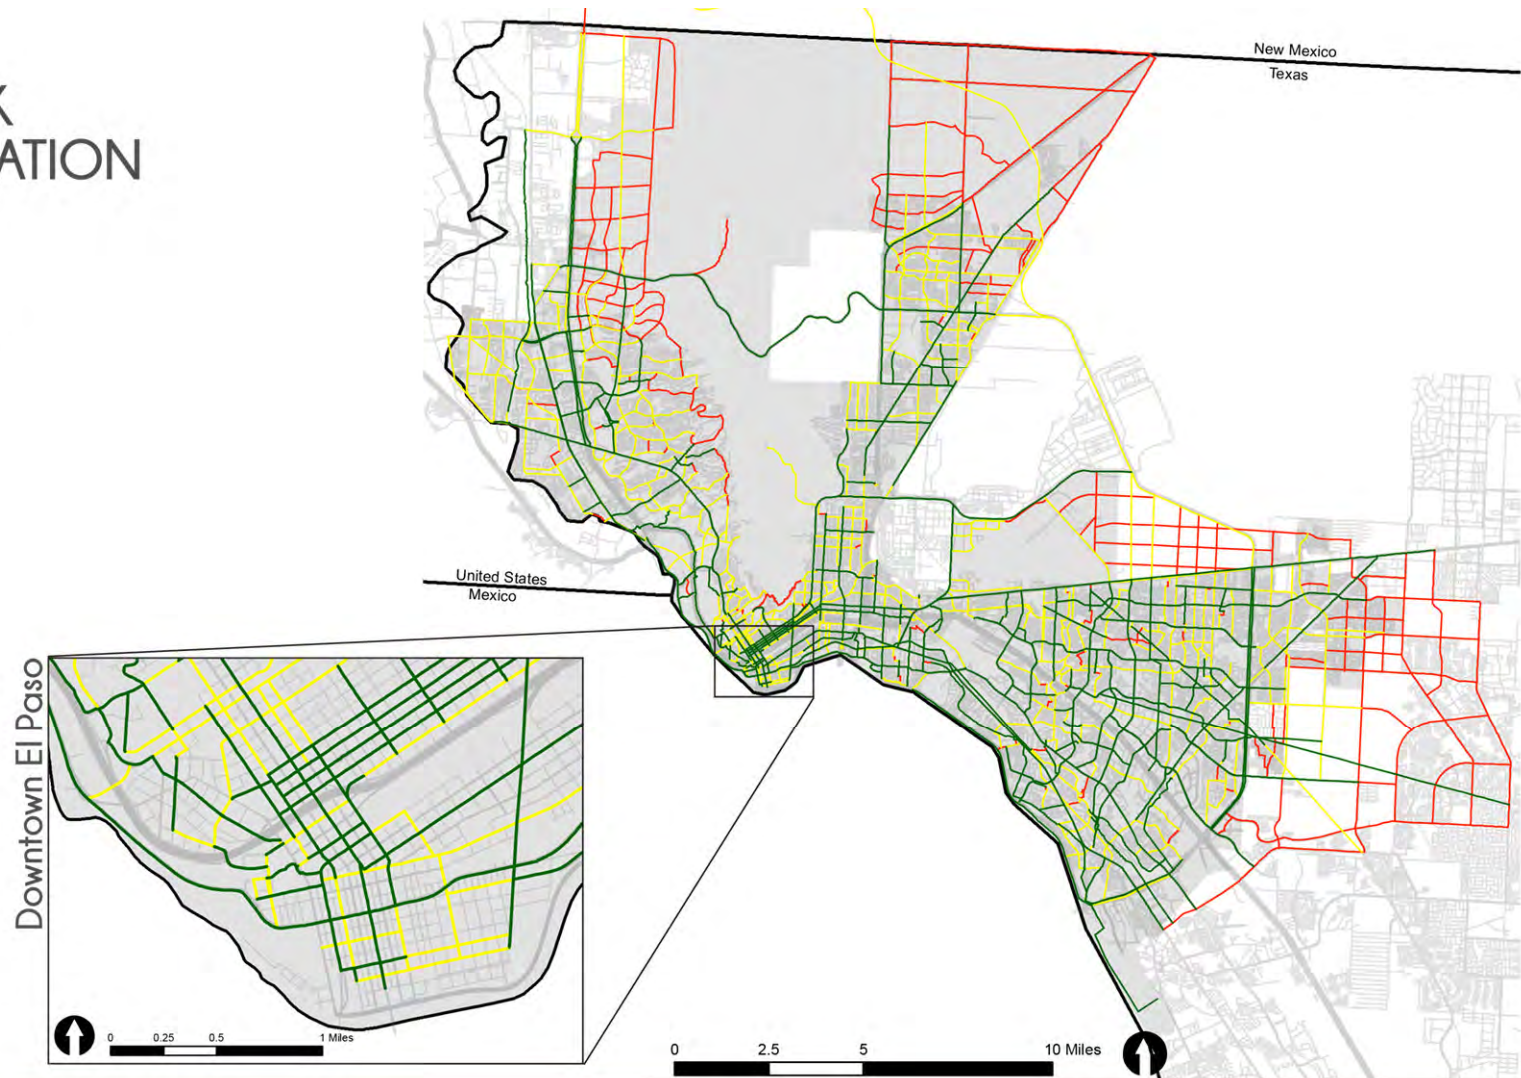 K
ATION
New Mexico
Texas
United States
Mexico
Downtown El Paso
0 0.25 0.5 1 Miles
0 2.5 5 10 Miles